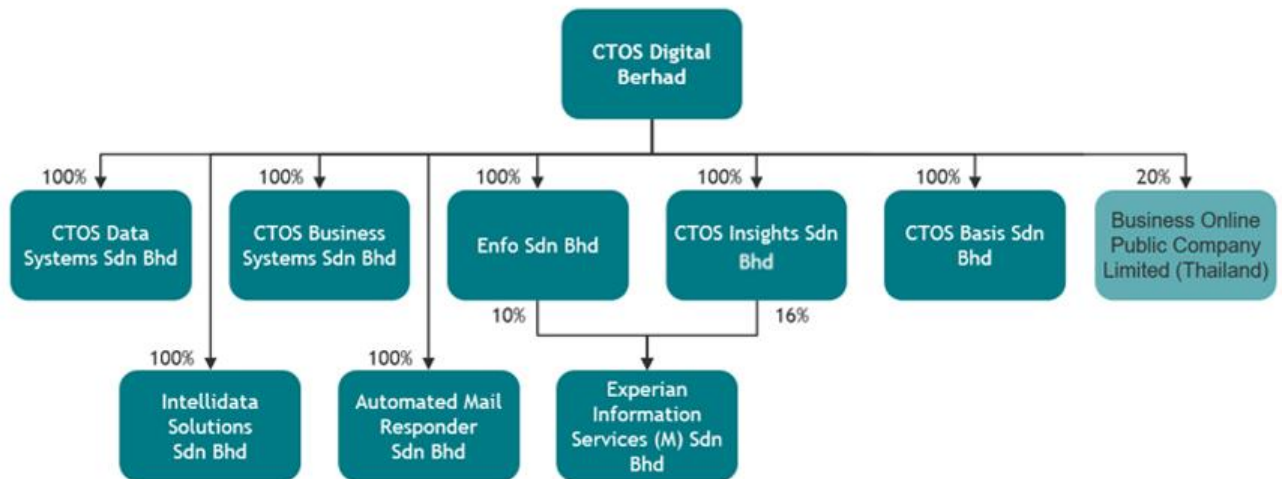 CTOS Digital
Berhad
100%
100%
100%
100%
100%
20%
CTOS Data
Systems Sdn Bhd
CTOS Business
Systems Sdn Bhd
Enfo Sdn Bhd
CTOS Insights Sdn
Bhd
CTOS Basis Sdn
Bhd
Business Online
Public Company
Limited (Thailand)
10%
16%
100%
100%
Intellidata
Solutions
Sdn Bhd
Automated Mail
Responder
Sdn Bhd
Experian
Information
Services (M) Sdn
Bhd